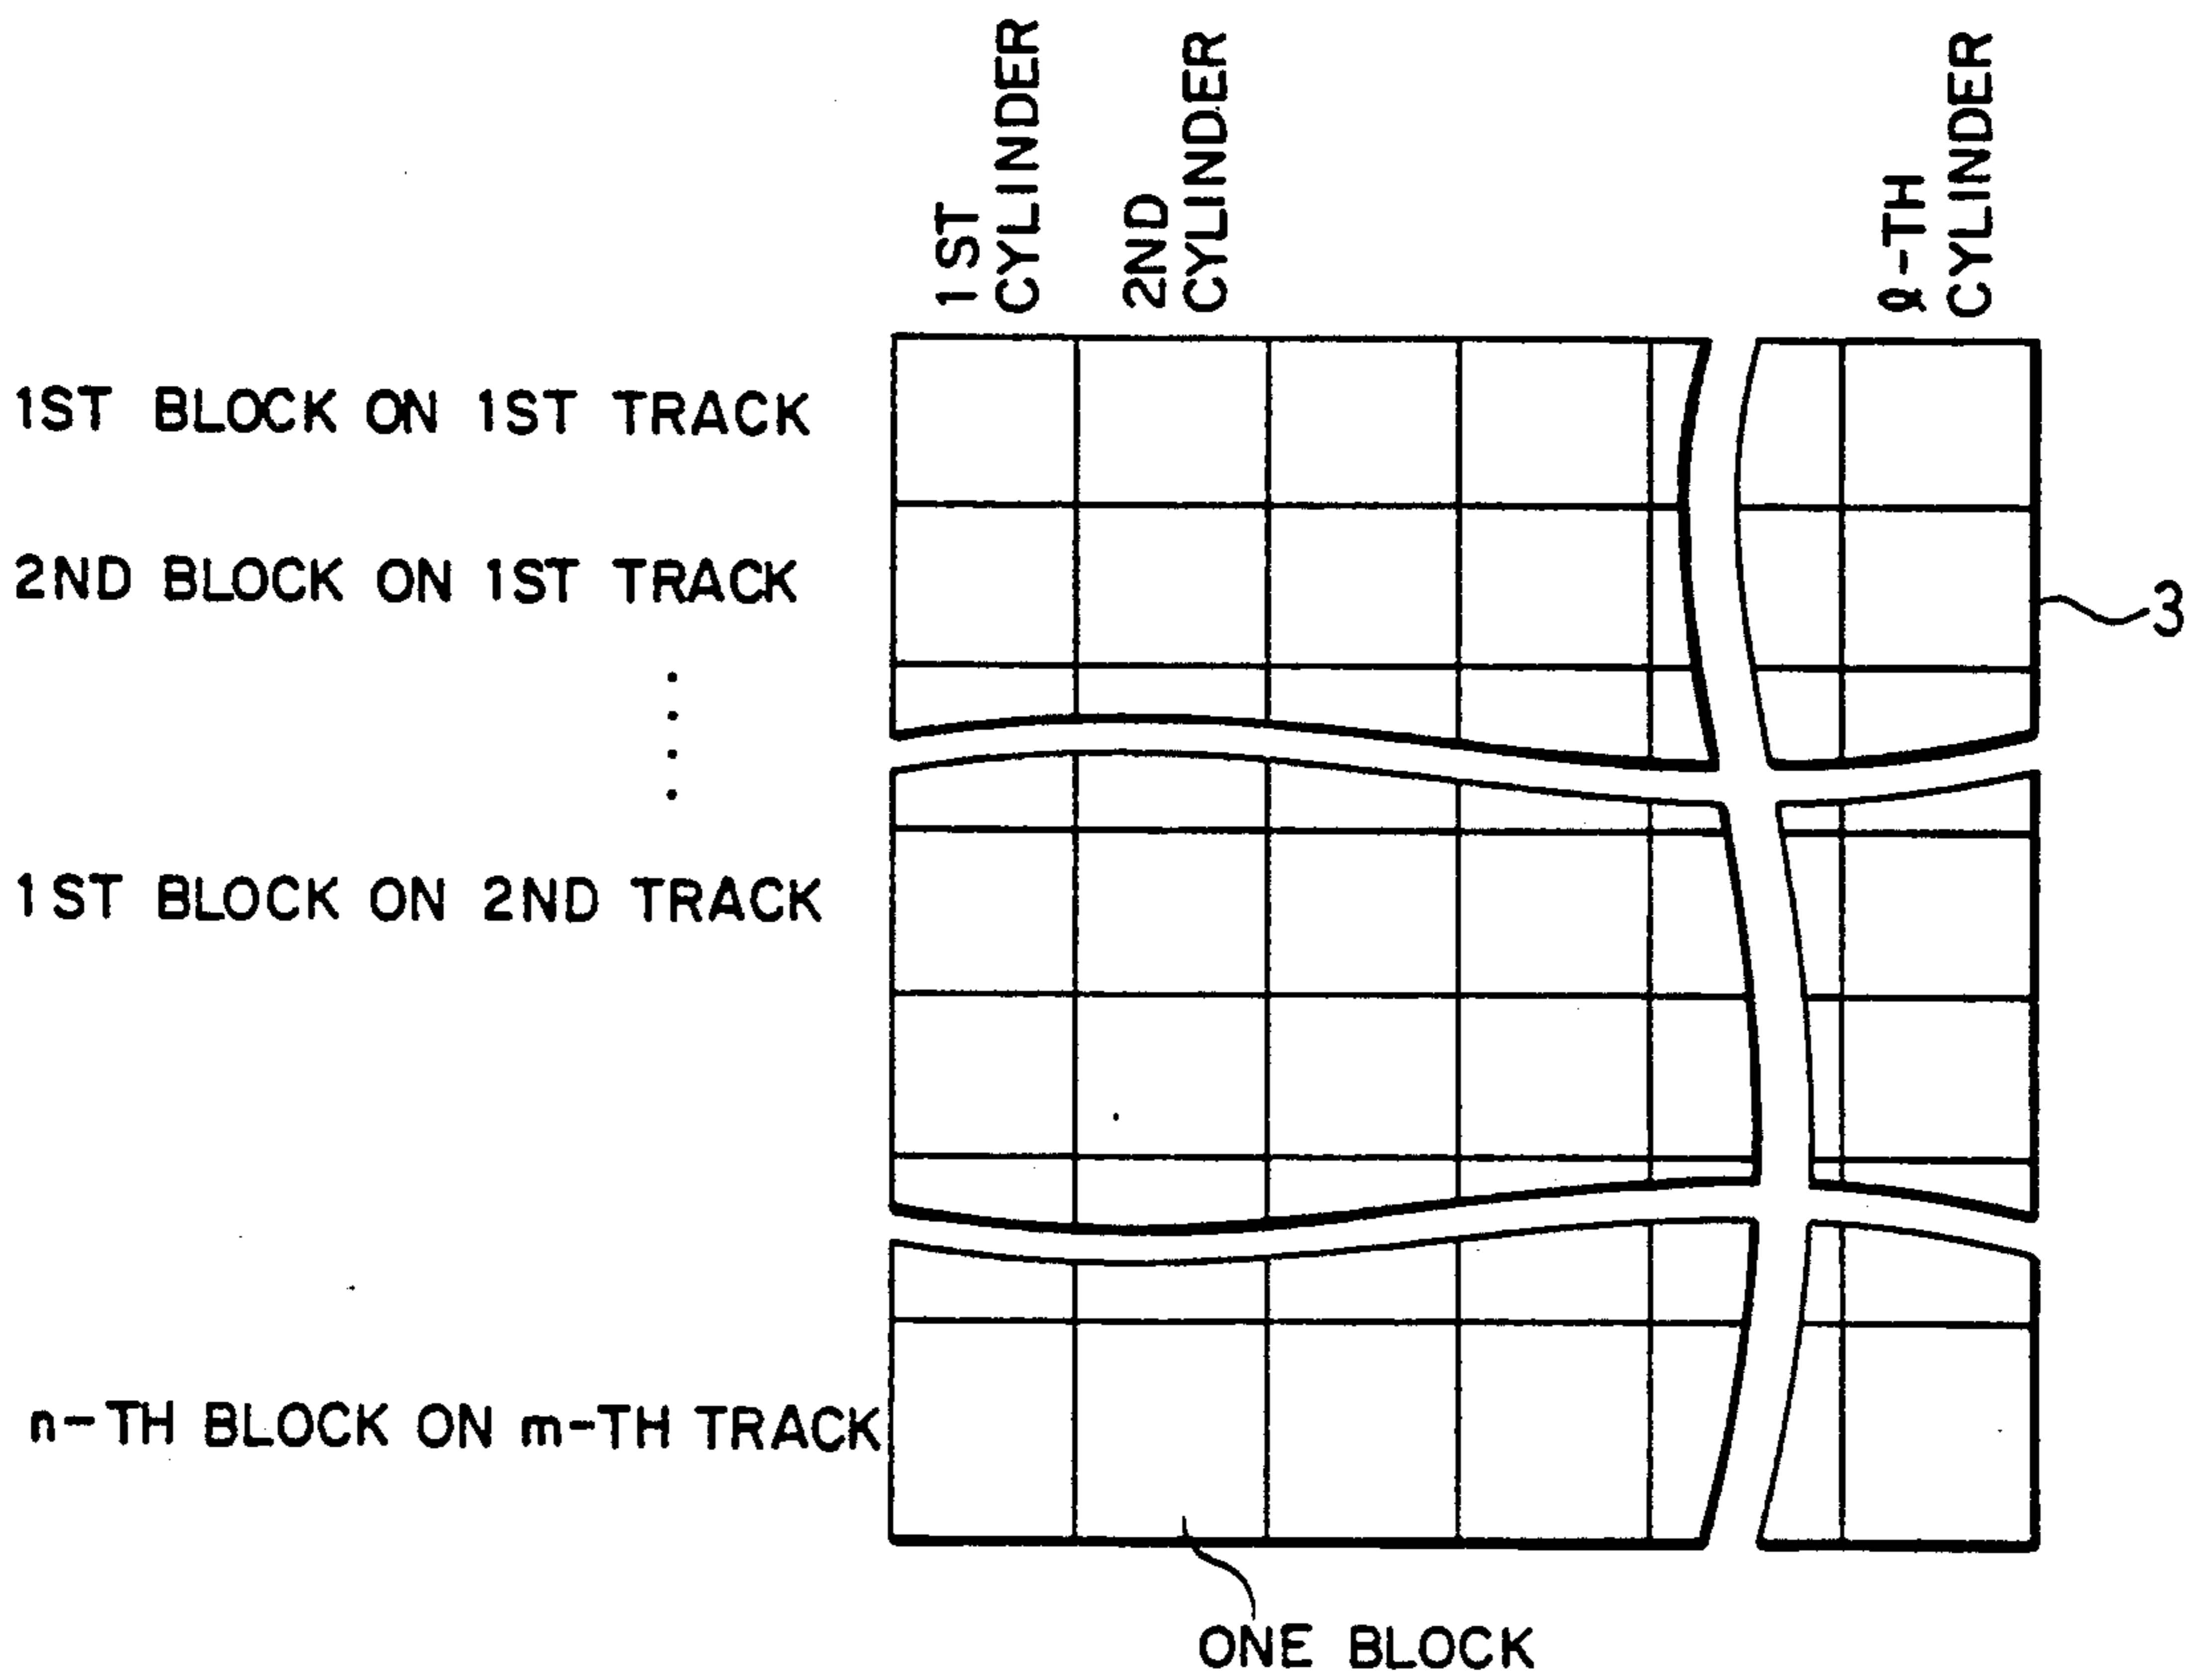 1ST
CYLINDER
2ND
CYLINDER
ℓ-TH
CYLINDER
1ST BLOCK ON 1ST TRACK
2ND BLOCK ON 1ST TRACK
3
1ST BLOCK ON 2ND TRACK
n-TH BLOCK ON m-TH TRACK
ONE BLOCK